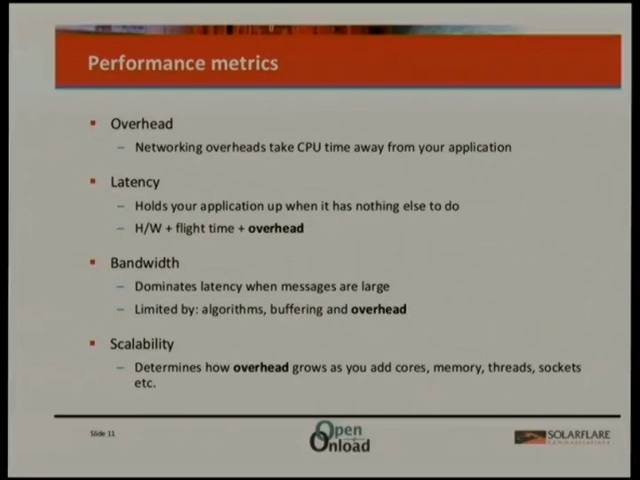 Performance metrics
Overhead
– Networking overheads take CPU time away from your application
Latency
– Holds your application up when it has nothing else to do
– H/W + flight time + overhead
Bandwidth
– Dominates latency when messages are large
– Limited by: algorithms, buffering and overhead
Scalability
– Determines how overhead grows as you add cores, memory, threads, sockets
etc.
Slide 11
Open
Onload
SOLARFLARE
communications